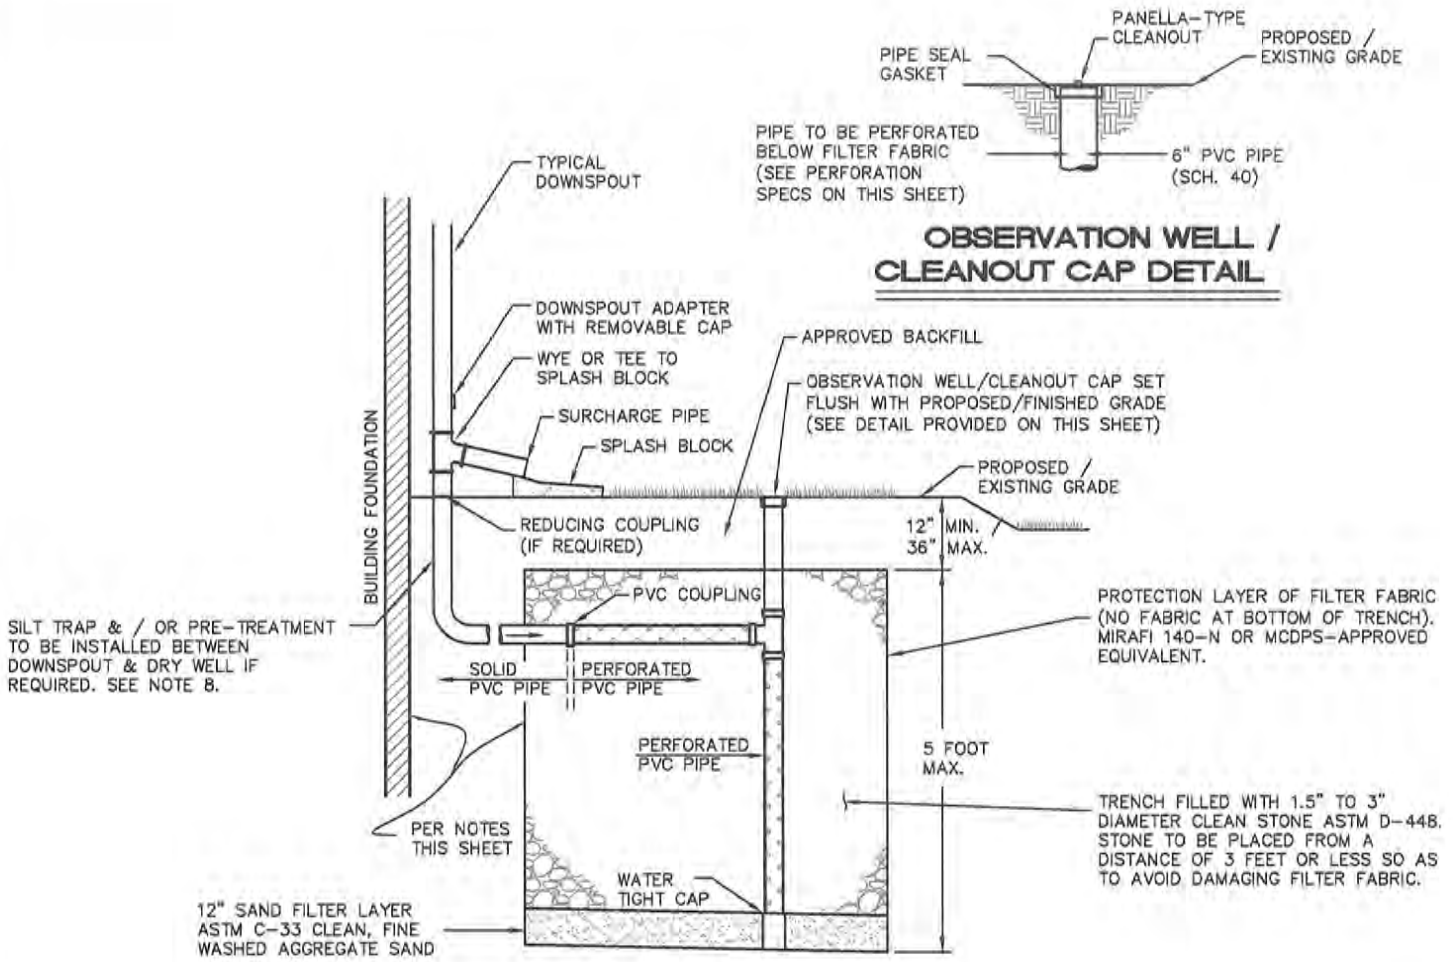 PANELLA-TYPE
CLEANOUT
PROPOSED /
EXISTING GRADE
PIPE SEAL
GASKET
PIPE TO BE PERFORATED
BELOW FILTER FABRIC
(SEE PERFORATION
SPECS ON THIS SHEET)
6" PVC PIPE
(SCH. 40)
OBSERVATION WELL /
CLEANOUT CAP DETAIL
TYPICAL
DOWNSPOUT
DOWNSPOUT ADAPTER
WITH REMOVABLE CAP
WYE OR TEE TO
SPLASH BLOCK
SURCHARGE PIPE
SPLASH BLOCK
APPROVED BACKFILL
OBSERVATION WELL/CLEANOUT CAP SET
FLUSH WITH PROPOSED/FINISHED GRADE
(SEE DETAIL PROVIDED ON THIS SHEET)
PROPOSED /
EXISTING GRADE
BUILDING FOUNDATION
REDUCING COUPLING
(IF REQUIRED)
12" MIN.
36" MAX.
PVC COUPLING
SILT TRAP & / OR PRE-TREATMENT
TO BE INSTALLED BETWEEN
DOWNSPOUT & DRY WELL IF
REQUIRED. SEE NOTE 8.
SOLID
PVC PIPE
PERFORATED
PVC PIPE
PROTECTION LAYER OF FILTER FABRIC
(NO FABRIC AT BOTTOM OF TRENCH).
MIRAFI 140-N OR MCDPS-APPROVED
EQUIVALENT.
PERFORATED
PVC PIPE
5 FOOT
MAX.
TRENCH FILLED WITH 1.5" TO 3"
DIAMETER CLEAN STONE ASTM D-448.
STONE TO BE PLACED FROM A
DISTANCE OF 3 FEET OR LESS SO AS
TO AVOID DAMAGING FILTER FABRIC.
PER NOTES
THIS SHEET
WATER
TIGHT CAP
12" SAND FILTER LAYER
ASTM C-33 CLEAN, FINE
WASHED AGGREGATE SAND